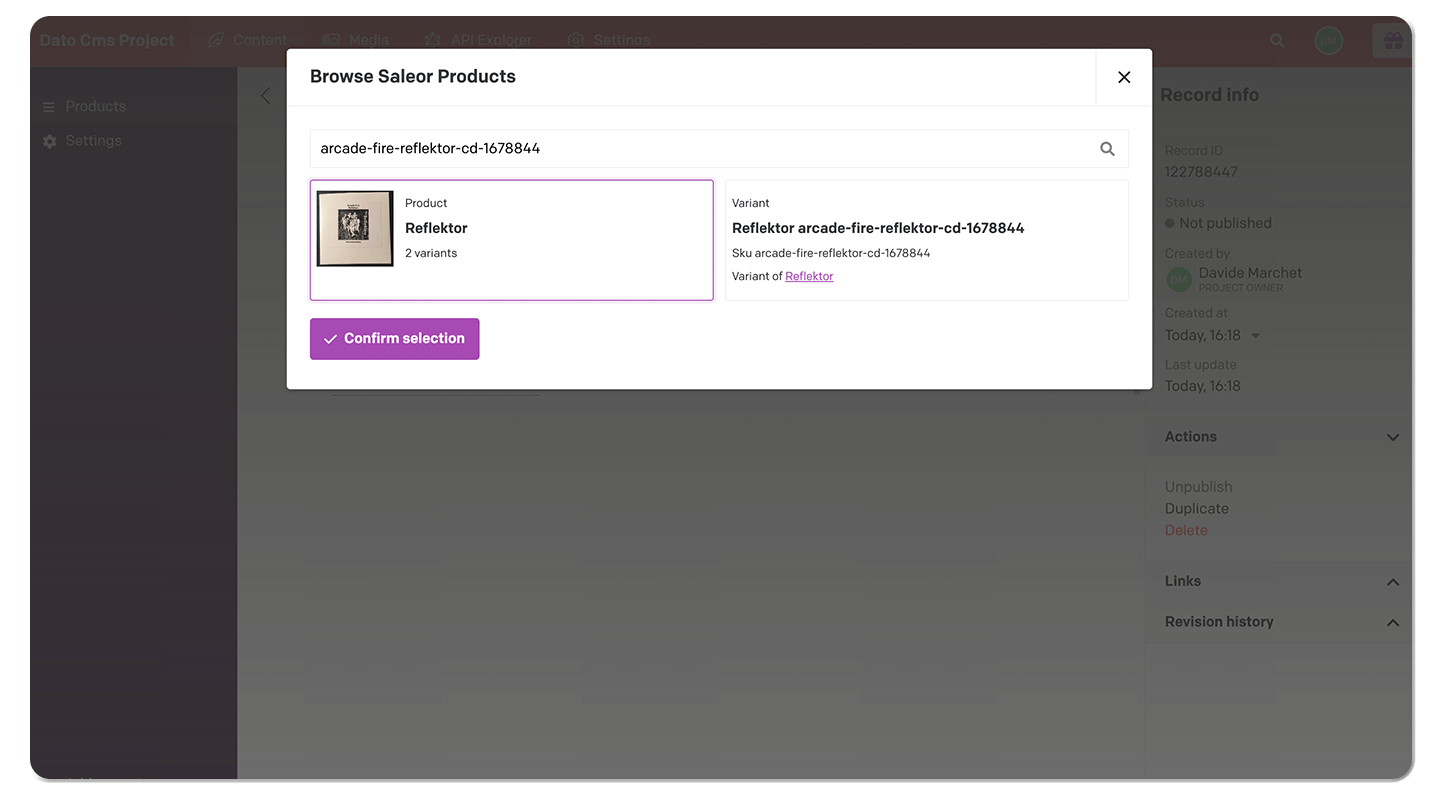 Dato Cms Project
Content
Media
API Explorer
Settings
DM
Products
Settings
Browse Saleor Products
arcade-fire-reflektor-cd-1678844
Product
Reflektor
2 variants
Variant
Reflektor arcade-fire-reflektor-cd-1678844
Sku arcade-fire-reflektor-cd-1678844
Variant of Reflektor
Confirm selection
Record info
Record ID
122788447
Status
Not published
Created by
DM
Davide Marchet
PROJECT OWNER
Created at
Today, 16:18
Last update
Today, 16:18
Actions
Unpublish
Duplicate
Delete
Links
Revision history